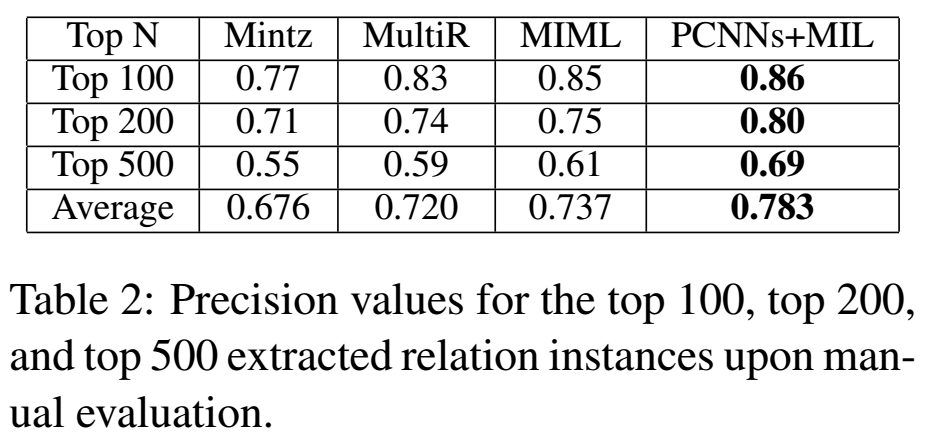 Top N Mintz MultiR MIML PCNNs+MIL
Top 100 0.77 0.83 0.85 0.86
Top 200 0.71 0.74 0.75 0.80
Top 500 0.55 0.59 0.61 0.69
Average 0.676 0.720 0.737 0.783
Table 2: Precision values for the top 100, top 200,
and top 500 extracted relation instances upon man-
ual evaluation.